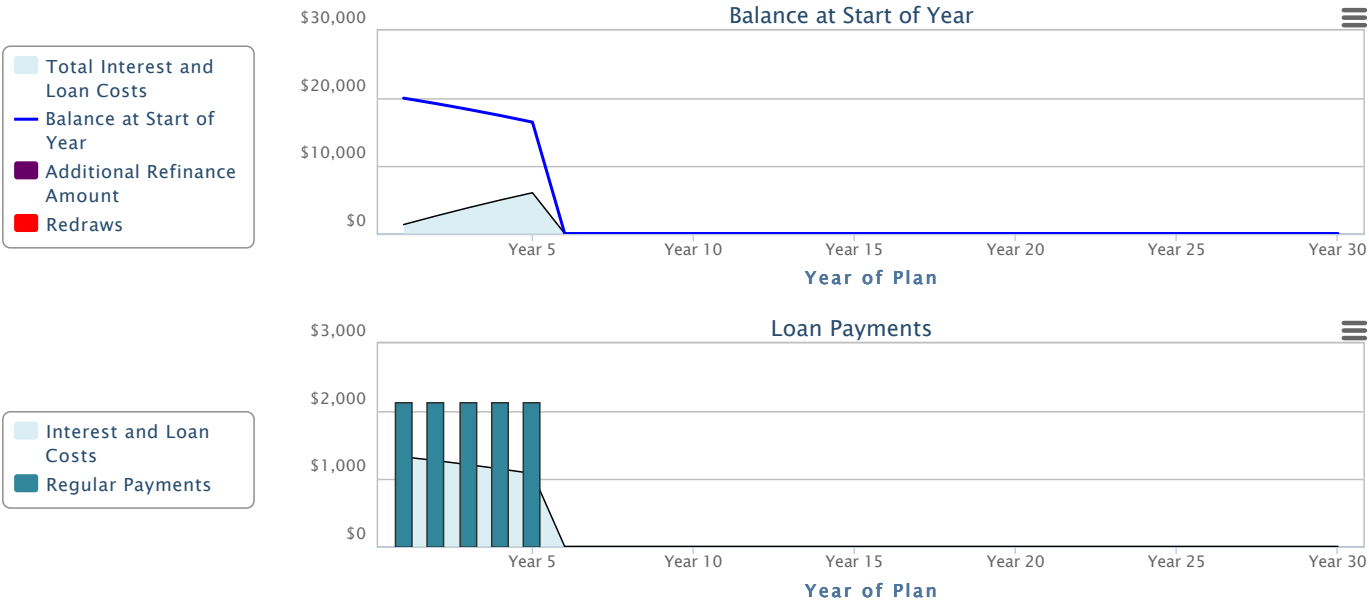 Balance at Start of Year
Total Interest and
Loan Costs
Balance at Start of
Year
Additional Refinance
Amount
Redraws
$30,000
$20,000
$10,000
$0
Year 5
Year 10
Year 15
Year 20
Year 25
Year 30
Year of Plan
Loan Payments
Interest and Loan
Costs
Regular Payments
$3,000
$2,000
$1,000
$0
Year 5
Year 10
Year 15
Year 20
Year 25
Year 30
Year of Plan